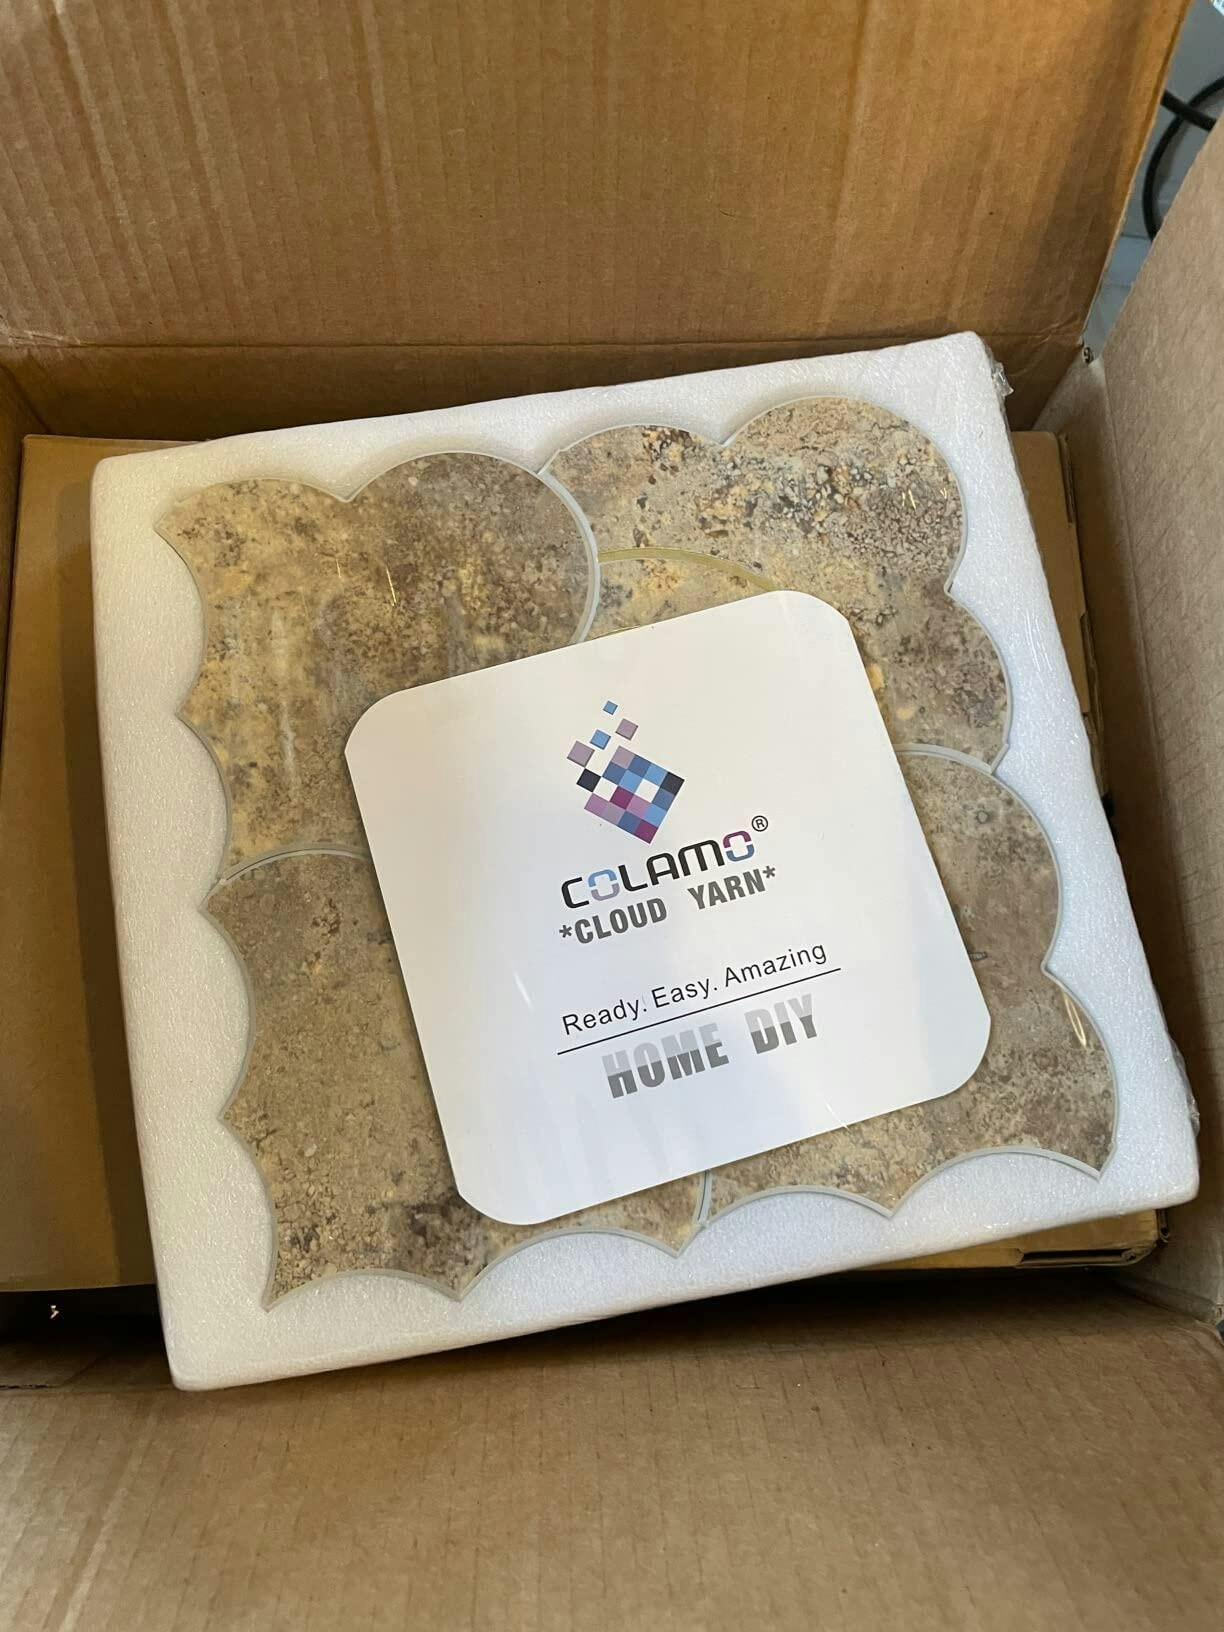 COLAMO®
*CLOUD YARN*
Ready. Easy. Amazing
HOME DIY